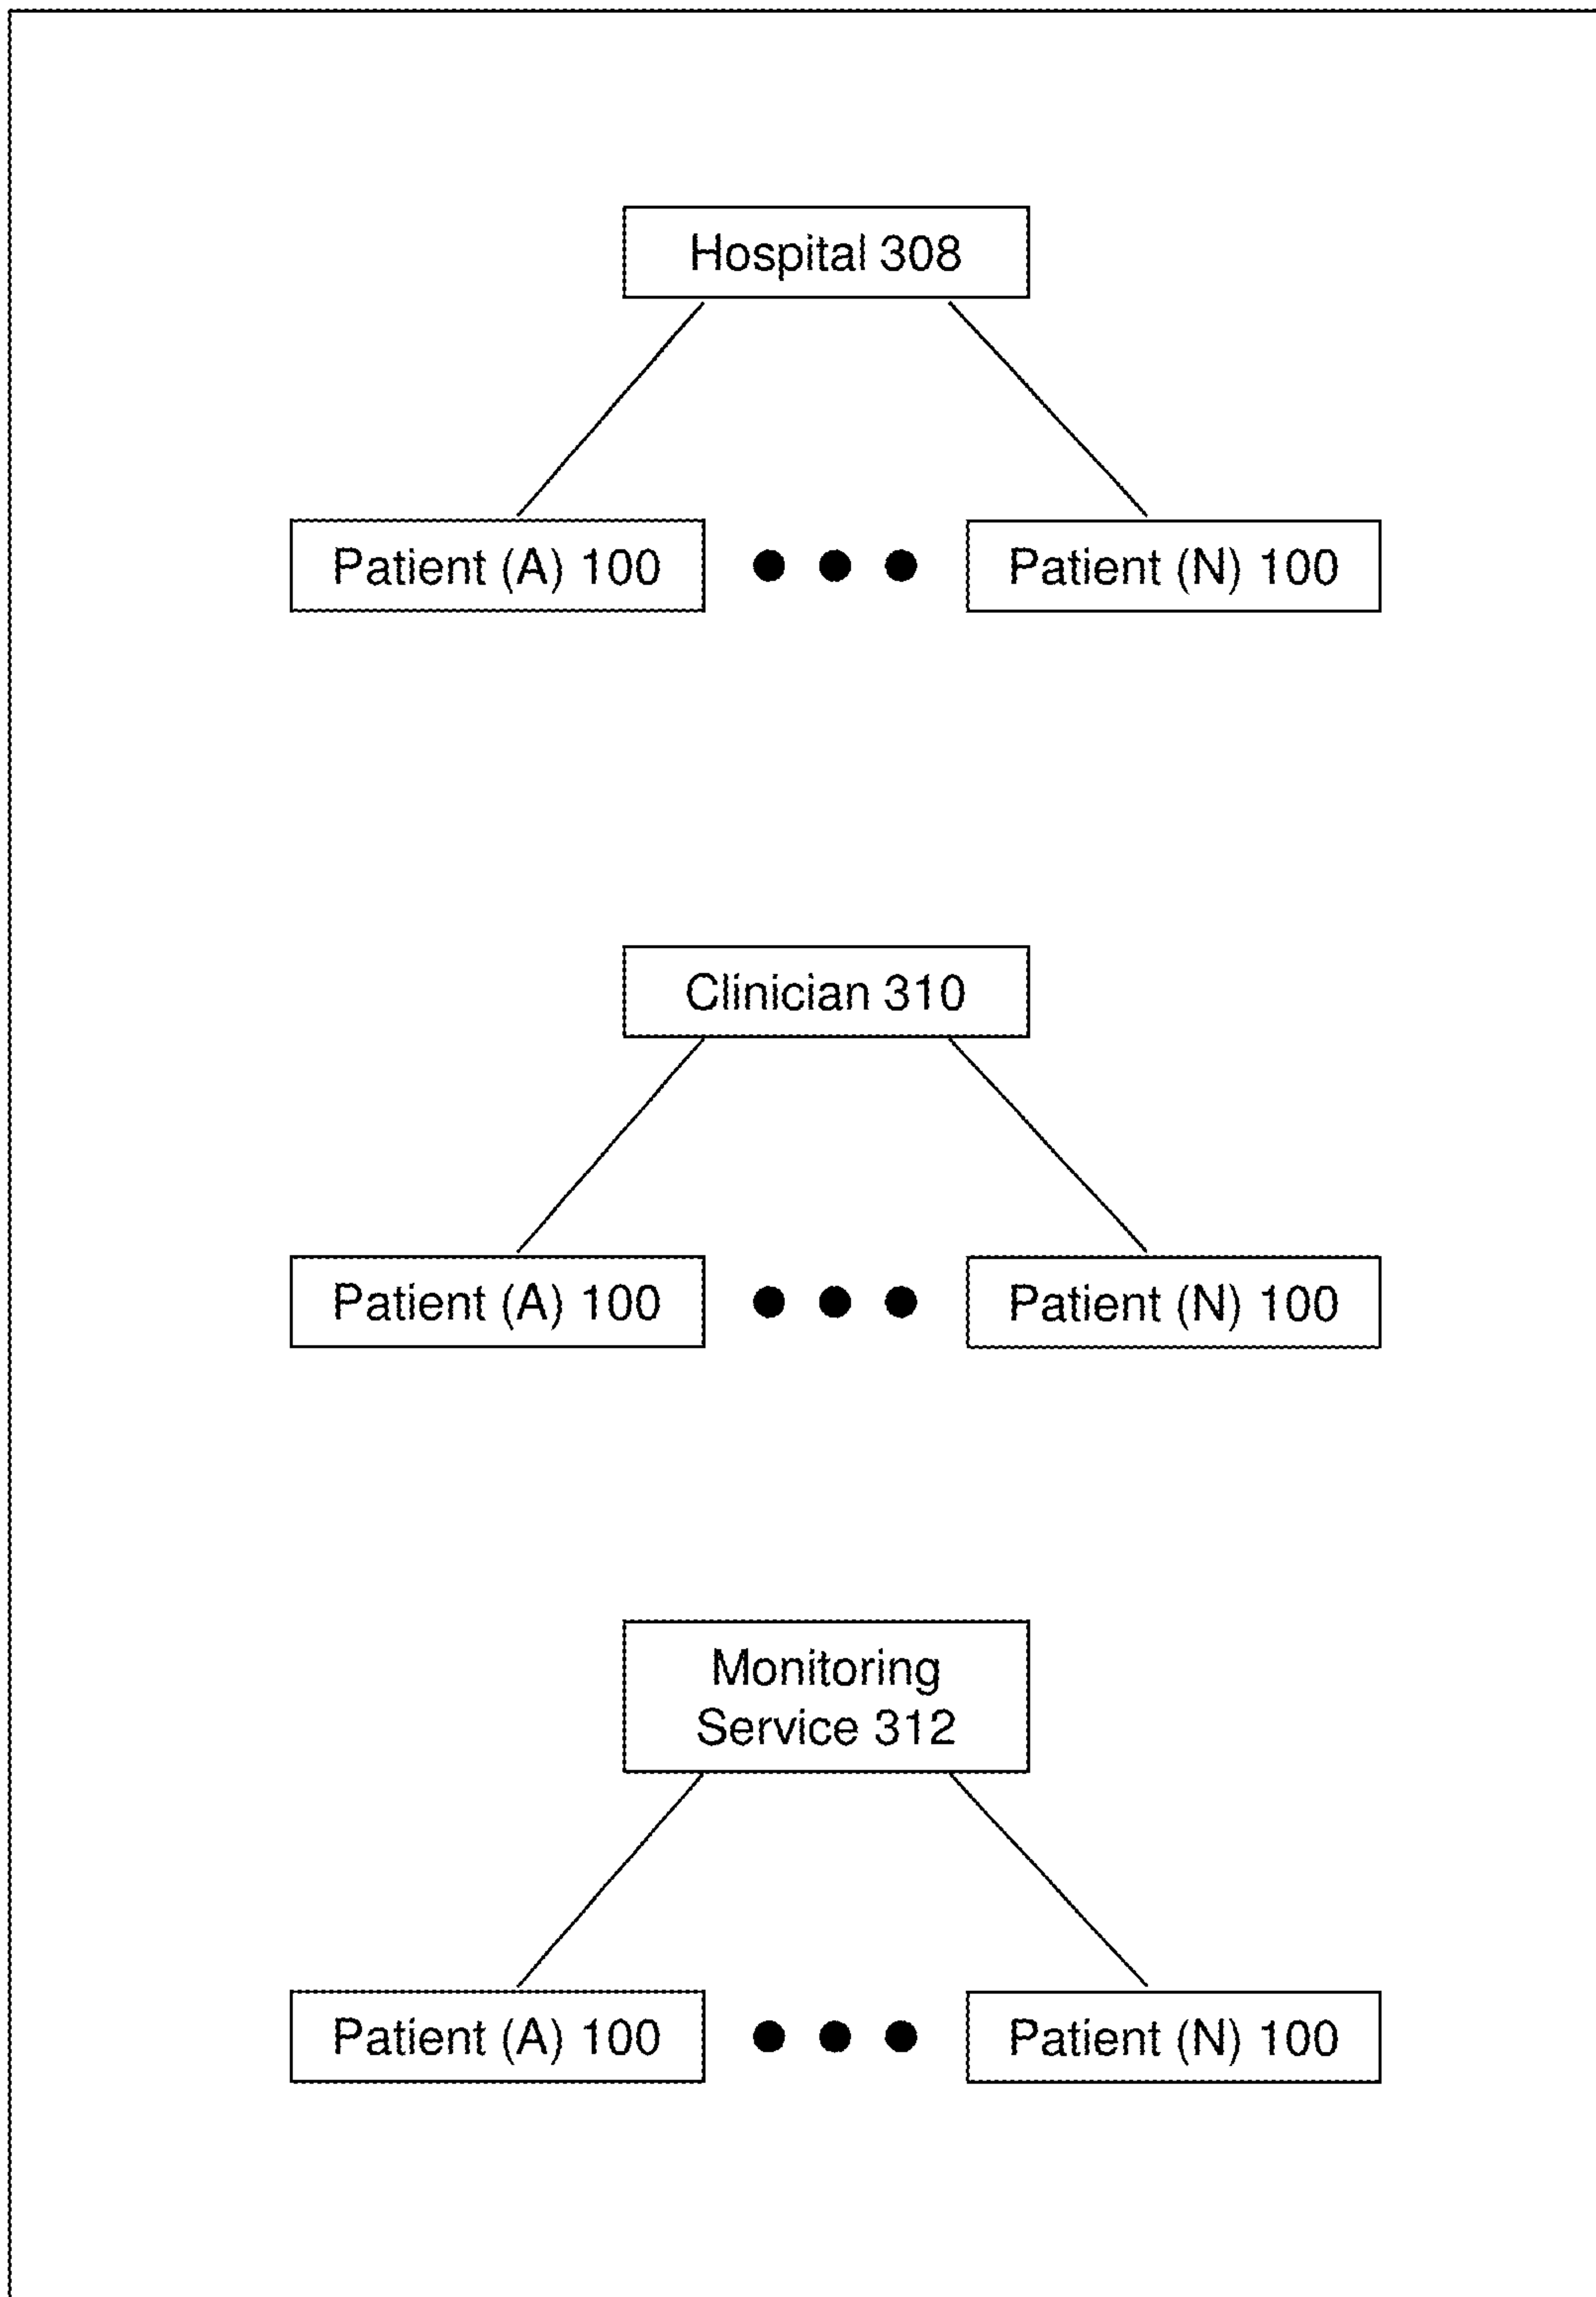 Hospital 308
Patient (A) 100 ● ● ● Patient (N) 100
Clinician 310
Patient (A) 100 ● ● ● Patient (N) 100
Monitoring
Service 312
Patient (A) 100 ● ● ● Patient (N) 100